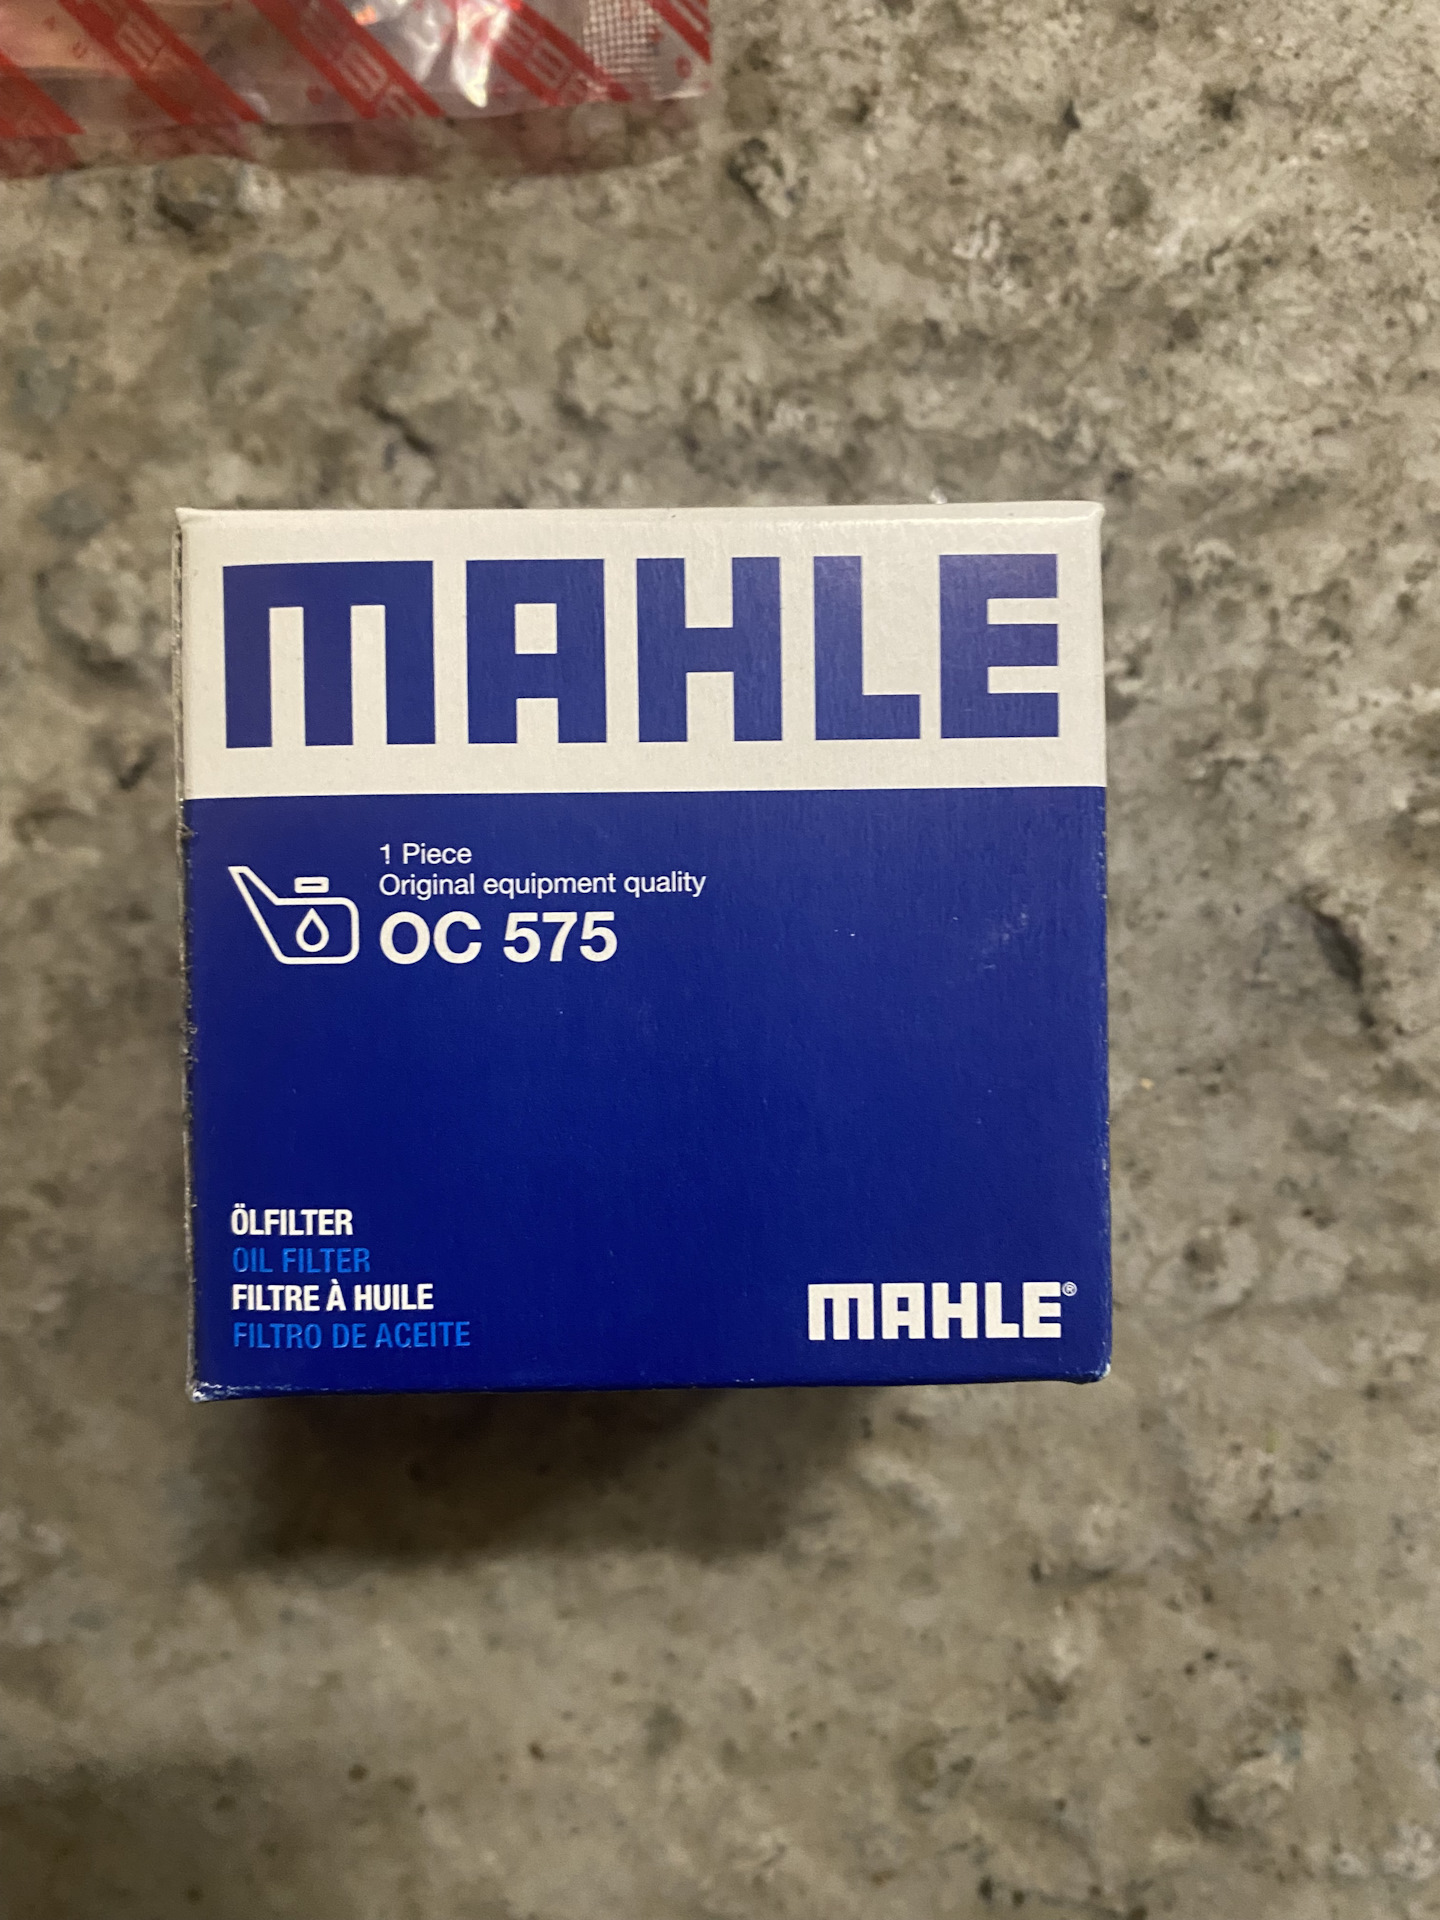 MAHLE
1 Piece
Original equipment quality
OC 575
ÖLFILTER
OIL FILTER
FILTRE À HUILE
FILTRO DE ACEITE
MAHLE®